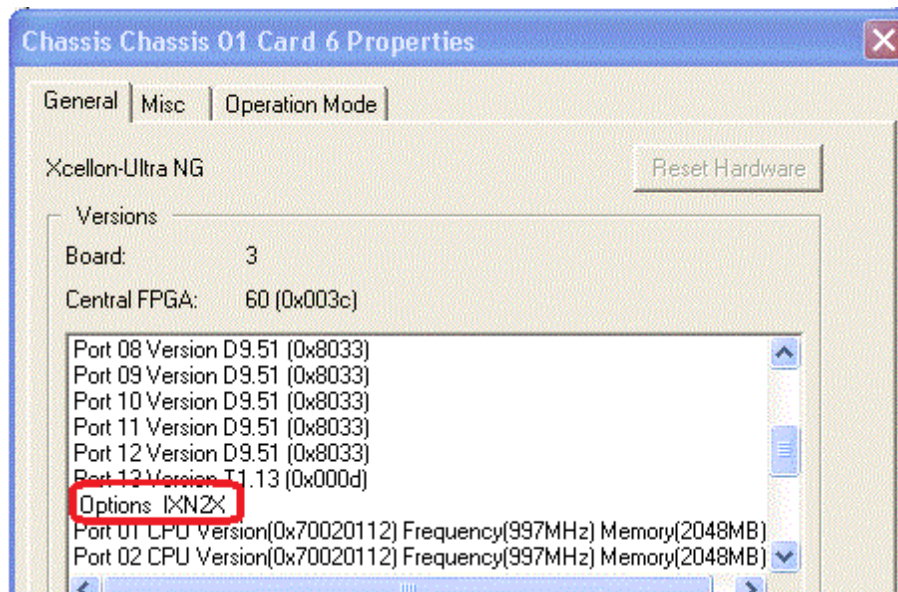 Chassis Chassis 01 Card 6 Properties
General Misc Operation Mode
Xcellon-Ultra NG Reset Hardware
Versions
Board: 3
Central FPGA: 60 (0x003c)
Port 08 Version D9.51 (0x8033)
Port 09 Version D9.51 (0x8033)
Port 10 Version D9.51 (0x8033)
Port 11 Version D9.51 (0x8033)
Port 12 Version D9.51 (0x8033)
Port 13 Version T1.13 (0x000d)
Options IXN2X
Port 01 CPU Version(0x70020112) Frequency(997MHz) Memory(2048MB)
Port 02 CPU Version(0x70020112) Frequency(997MHz) Memory(2048MB)